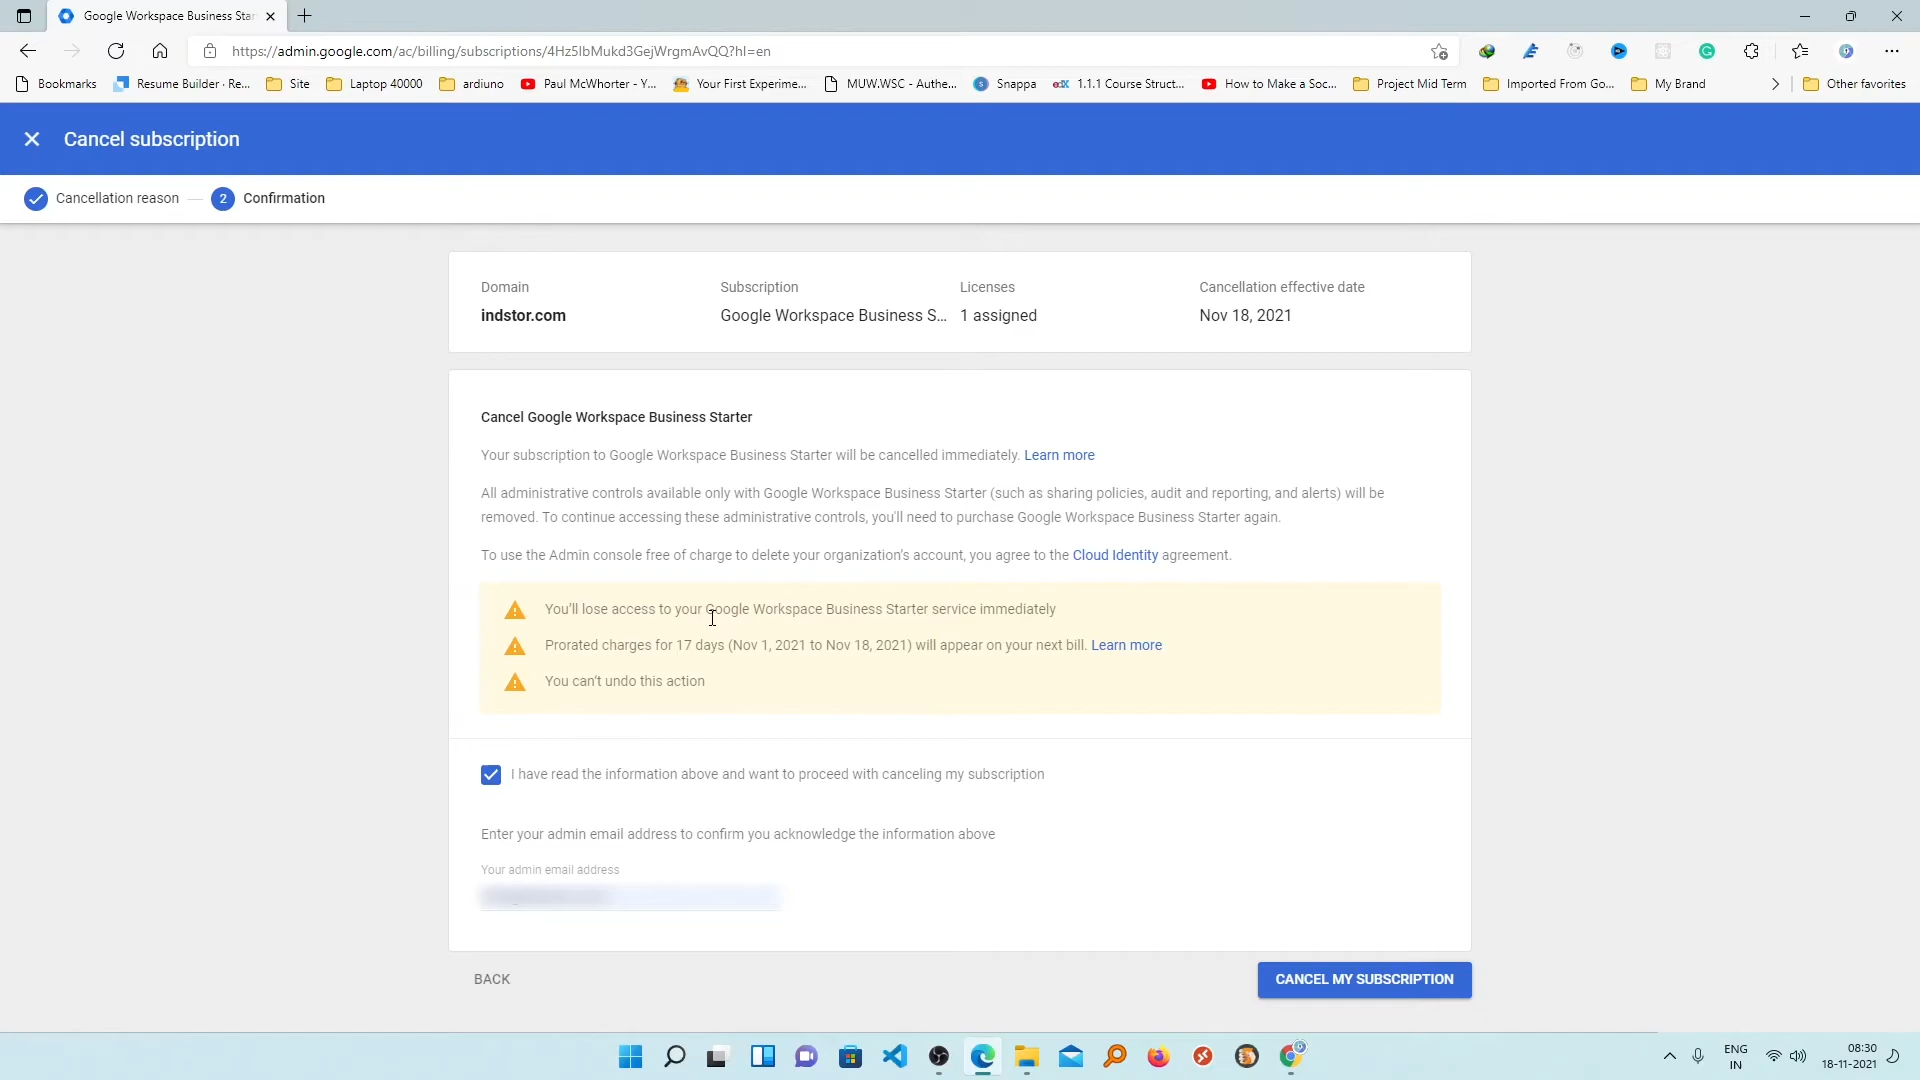 Google Workspace Business Star
https://admin.google.com/ac/billing/subscriptions/4Hz5lbMukd3GejWrgmAvQQ?hl=en
Bookmarks
Resume Builder · Re...
Site
Laptop 40000
ardiuno
Paul McWhorter - Y...
Your First Experime...
MUW.WSC - Authe...
Snappa
edX
1.1.1 Course Struct...
How to Make a Soc...
Project Mid Term
Imported From Go...
My Brand
Other favorites
Cancel subscription
Cancellation reason
2
Confirmation
Domain
Subscription
Licenses
Cancellation effective date
indstor.com
Google Workspace Business S...
1 assigned
Nov 18, 2021
Cancel Google Workspace Business Starter
Your subscription to Google Workspace Business Starter will be cancelled immediately. Learn more
All administrative controls available only with Google Workspace Business Starter (such as sharing policies, audit and reporting, and alerts) will be
removed. To continue accessing these administrative controls, you'll need to purchase Google Workspace Business Starter again.
To use the Admin console free of charge to delete your organization's account, you agree to the Cloud Identity agreement.
You'll lose access to your Google Workspace Business Starter service immediately
Prorated charges for 17 days (Nov 1, 2021 to Nov 18, 2021) will appear on your next bill. Learn more
You can't undo this action
I have read the information above and want to proceed with canceling my subscription
Enter your admin email address to confirm you acknowledge the information above
Your admin email address
BACK
CANCEL MY SUBSCRIPTION
ENG
IN
08:30
18-11-2021